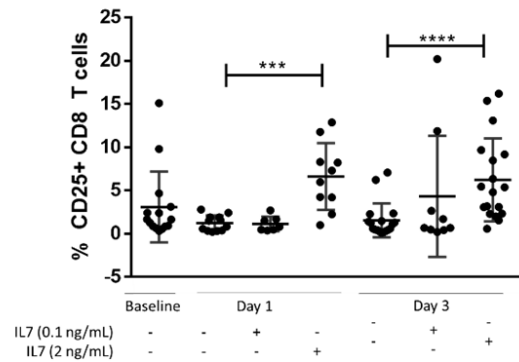 % CD25+ CD8 T cells
25
20
15
10
5
0
-5
***
****
Baseline Day 1 Day 3
IL7 (0.1 ng/mL) - - + - - + -
IL7 (2 ng/mL) - - - + - - +